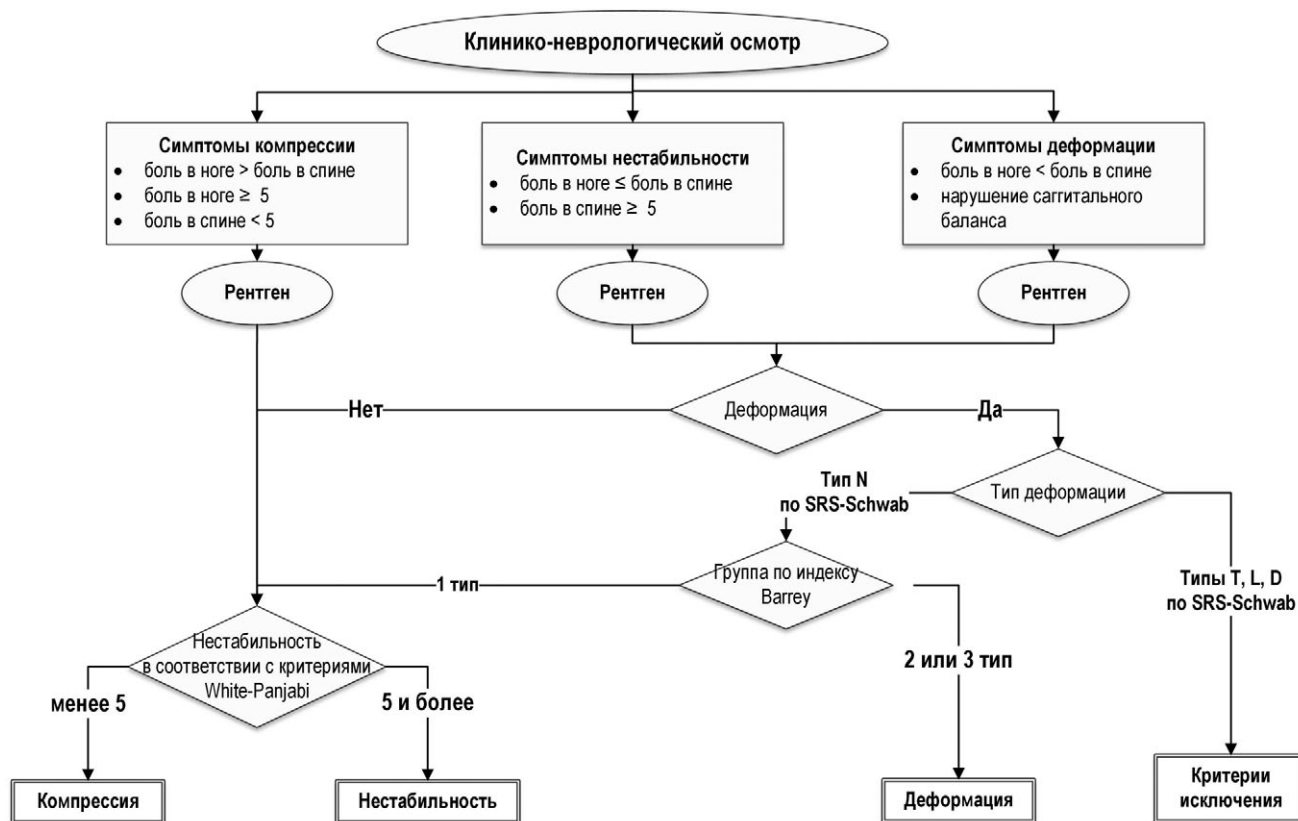 Клинико-неврологический осмотр
Симптомы компрессии
• боль в ноге > боль в спине
• боль в ноге ≥ 5
• боль в спине < 5
Симптомы нестабильности
• боль в ноге ≤ боль в спине
• боль в спине ≥ 5
Симптомы деформации
• боль в ноге < боль в спине
• нарушение саггитального
баланса
Рентген
Рентген
Рентген
Деформация
Нет
Да
Тип деформации
Тип N
по SRS-Schwab
Группа по индексу
Barrey
1 тип
Типы T, L, D
по SRS-Schwab
Нестабильность
в соответствии с критериями
White-Panjabi
2 или 3 тип
менее 5
5 и более
Компрессия
Нестабильность
Деформация
Критерии
исключения